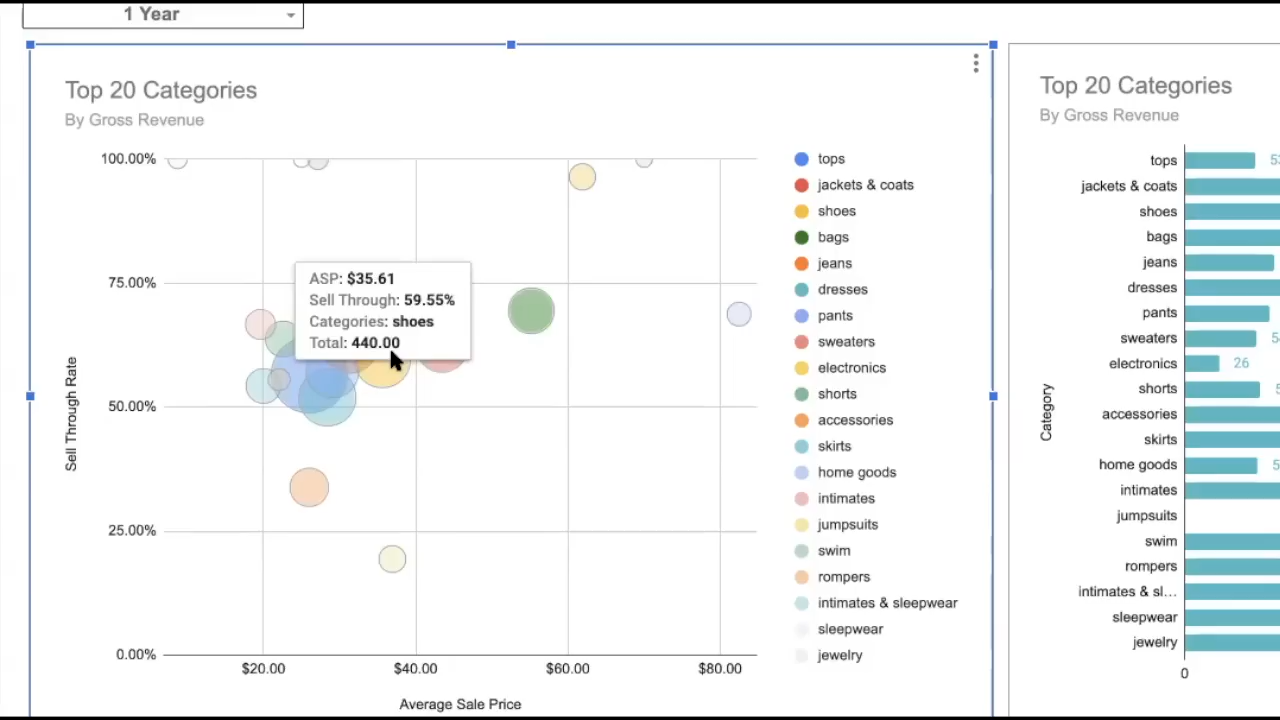 1 Year
Top 20 Categories
By Gross Revenue
100.00%
75.00%
50.00%
25.00%
0.00%
Sell Through Rate
$20.00
$40.00
$60.00
$80.00
Average Sale Price
ASP: $35.61
Sell Through: 59.55%
Categories: shoes
Total: 440.00
tops
jackets & coats
shoes
bags
jeans
dresses
pants
sweaters
electronics
shorts
accessories
skirts
home goods
intimates
jumpsuits
swim
rompers
intimates & sleepwear
sleepwear
jewelry
Top 20 Categories
By Gross Revenue
Category
tops
jackets & coats
shoes
bags
jeans
dresses
pants
sweaters
electronics 26
shorts
accessories
skirts
home goods
intimates
jumpsuits
swim
rompers
intimates & sl...
sleepwear
jewelry
0